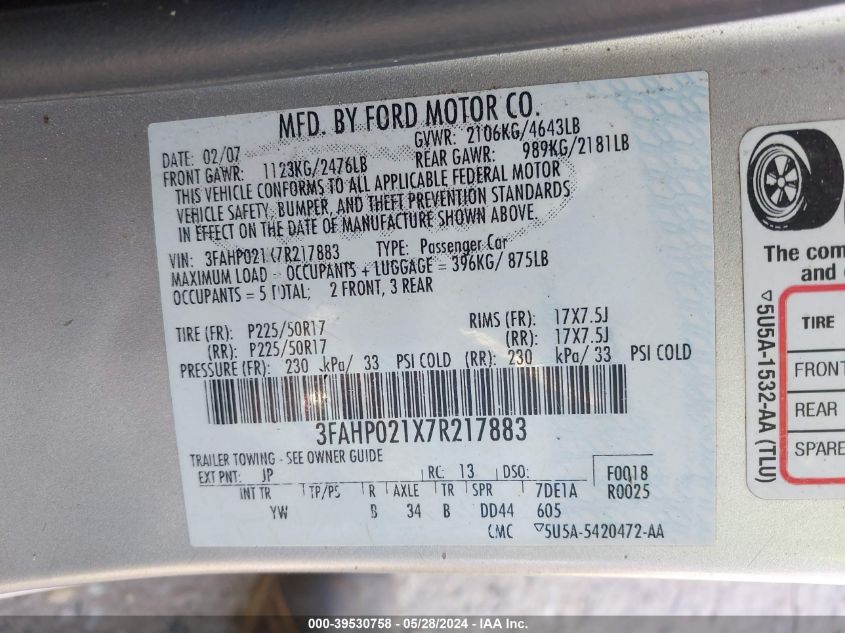 MFD. BY FORD MOTOR CO.
DATE: 02/07 GVWR: 2106KG/4643LB
FRONT GAWR: 1123KG/2476LB REAR GAWR: 989KG/2181LB
THIS VEHICLE CONFORMS TO ALL APPLICABLE FEDERAL MOTOR
VEHICLE SAFETY, BUMPER, AND THEFT PREVENTION STANDARDS
IN EFFECT ON THE DATE OF MANUFACTURE SHOWN ABOVE.
VIN: 3FAHP021X7R217883 TYPE: Passenger Car
MAXIMUM LOAD - OCCUPANTS + LUGGAGE = 396KG/ 875LB
OCCUPANTS = 5 TOTAL; 2 FRONT, 3 REAR
TIRE (FR): P225/50R17 RIMS (FR): 17X7.5J
(RR): P225/50R17 (RR): 17X7.5J
PRESSURE (FR): 230 kPa/ 33 PSI COLD (RR): 230 kPa/ 33 PSI COLD
3FAHP021X7R217883
TRAILER TOWING - SEE OWNER GUIDE
EXT PNT: JP RC: 13 DSO: F0018
INT TR TP/PS R AXLE TR SPR 7DE1A R0025
YW B 34 B DD44 605
CMC 5U5A-5420472-AA
The com
and
5U5A-1532-AA (TLU)
TIRE
FRONT
REAR
SPARE
000-39530758 / 05/28/2024 / IAA Inc.